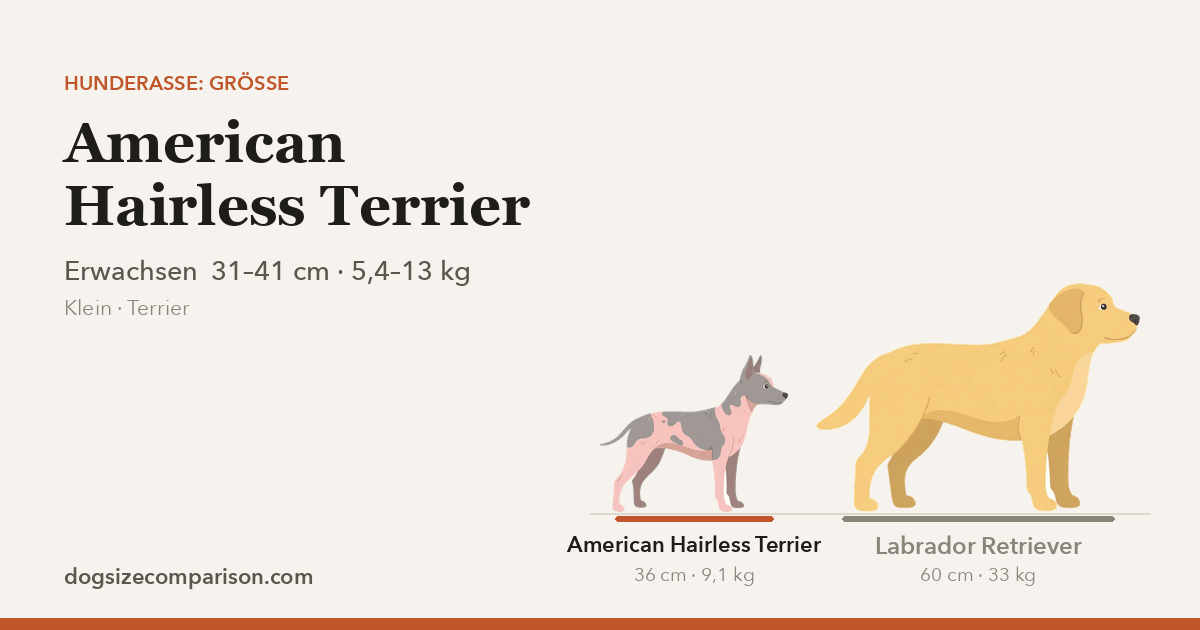 HUNDERASSE: GRÖSSE
American
Hairless Terrier
Erwachsen 31–41 cm · 5,4–13 kg
Klein · Terrier
American Hairless Terrier
36 cm · 9,1 kg
Labrador Retriever
60 cm · 33 kg
dogsizecomparison.com